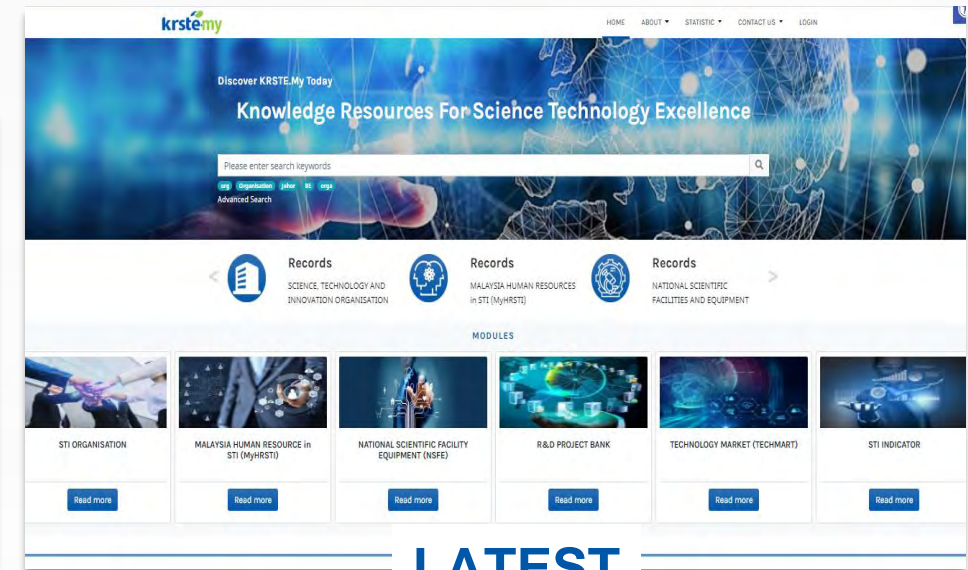 krste.my
HOME ABOUT STATISTIC CONTACT US LOGIN
Discover KRSTE.My Today
Knowledge Resources For Science Technology Excellence
Please enter search keywords
org Organisation johor BE orga
Advanced Search
Records
SCIENCE, TECHNOLOGY AND
INNOVATION ORGANISATION
Records
MALAYSIA HUMAN RESOURCES
in STI (MyHRSTI)
Records
NATIONAL SCIENTIFIC
FACILITIES AND EQUIPMENT
MODULES
STI ORGANISATION
Read more
MALAYSIA HUMAN RESOURCE in
STI (MyHRSTI)
Read more
NATIONAL SCIENTIFIC FACILITY
EQUIPMENT (NSFE)
Read more
R&D PROJECT BANK
Read more
TECHNOLOGY MARKET (TECHMART)
Read more
STI INDICATOR
Read more
LATEST